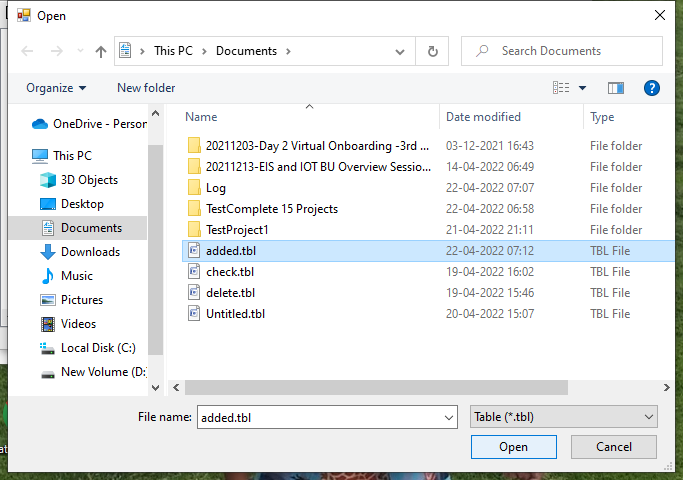 Open
This PC > Documents >
Search Documents
Organize
New folder
?
Name
Date modified
Type
OneDrive - Person
This PC
3D Objects
Desktop
Documents
Downloads
Music
Pictures
Videos
Local Disk (C:)
New Volume (D:
20211203-Day 2 Virtual Onboarding -3rd ... 03-12-2021 16:43 File folder
20211213-EIS and IOT BU Overview Sessio... 14-04-2022 06:49 File folder
Log 22-04-2022 07:07 File folder
TestComplete 15 Projects 22-04-2022 06:58 File folder
TestProject1 21-04-2022 21:11 File folder
added.tbl 22-04-2022 07:12 TBL File
check.tbl 19-04-2022 16:02 TBL File
delete.tbl 19-04-2022 15:46 TBL File
Untitled.tbl 20-04-2022 15:07 TBL File
File name: added.tbl
Table (*.tbl)
Open
Cancel